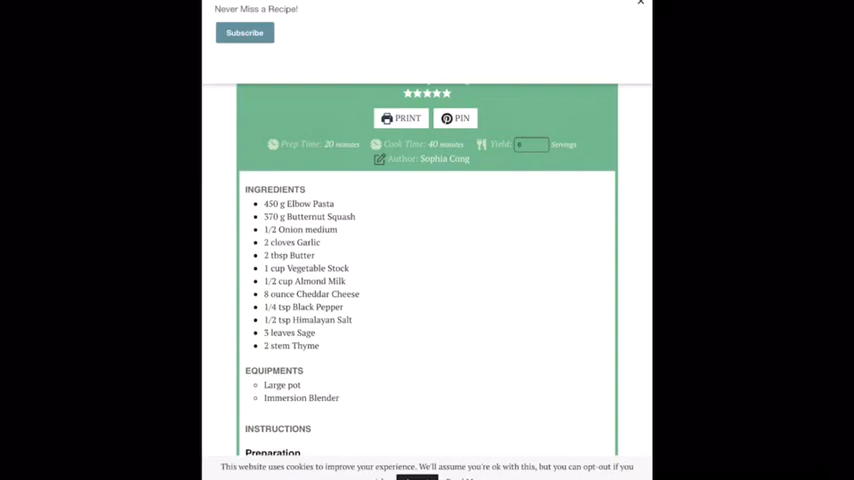 Never Miss a Recipe!
Subscribe
PRINT PIN
Prep Time: 20 minutes Cook Time: 40 minutes Yield: 6 Servings
Author: Sophia Cong
INGREDIENTS
450 g Elbow Pasta
370 g Butternut Squash
1/2 Onion medium
2 cloves Garlic
2 tbsp Butter
1 cup Vegetable Stock
1/2 cup Almond Milk
8 ounce Cheddar Cheese
1/4 tsp Black Pepper
1/2 tsp Himalayan Salt
3 leaves Sage
2 stem Thyme
EQUIPMENTS
Large pot
Immersion Blender
INSTRUCTIONS
Preparation
This website uses cookies to improve your experience. We'll assume you're ok with this, but you can opt-out if you